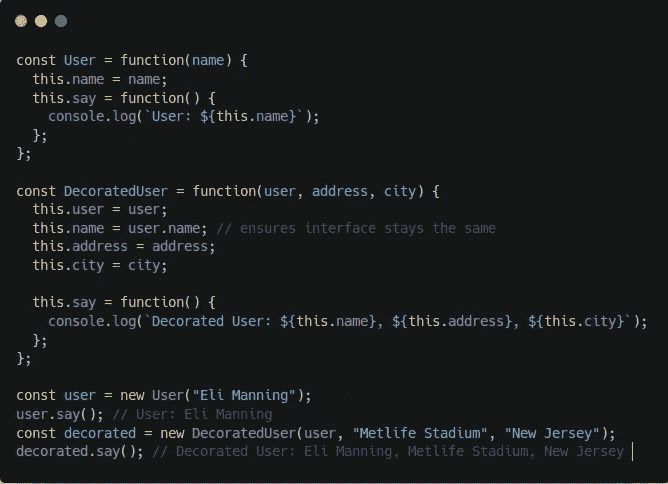 const User = function(name) {
  this.name = name;
  this.say = function() {
    console.log(`User: ${this.name}`);
  };
};

const DecoratedUser = function(user, address, city) {
  this.user = user;
  this.name = user.name; // ensures interface stays the same
  this.address = address;
  this.city = city;

  this.say = function() {
    console.log(`Decorated User: ${this.name}, ${this.address}, ${this.city}`);
  };
};

const user = new User("Eli Manning");
user.say(); // User: Eli Manning
const decorated = new DecoratedUser(user, "Metlife Stadium", "New Jersey");
decorated.say(); // Decorated User: Eli Manning, Metlife Stadium, New Jersey